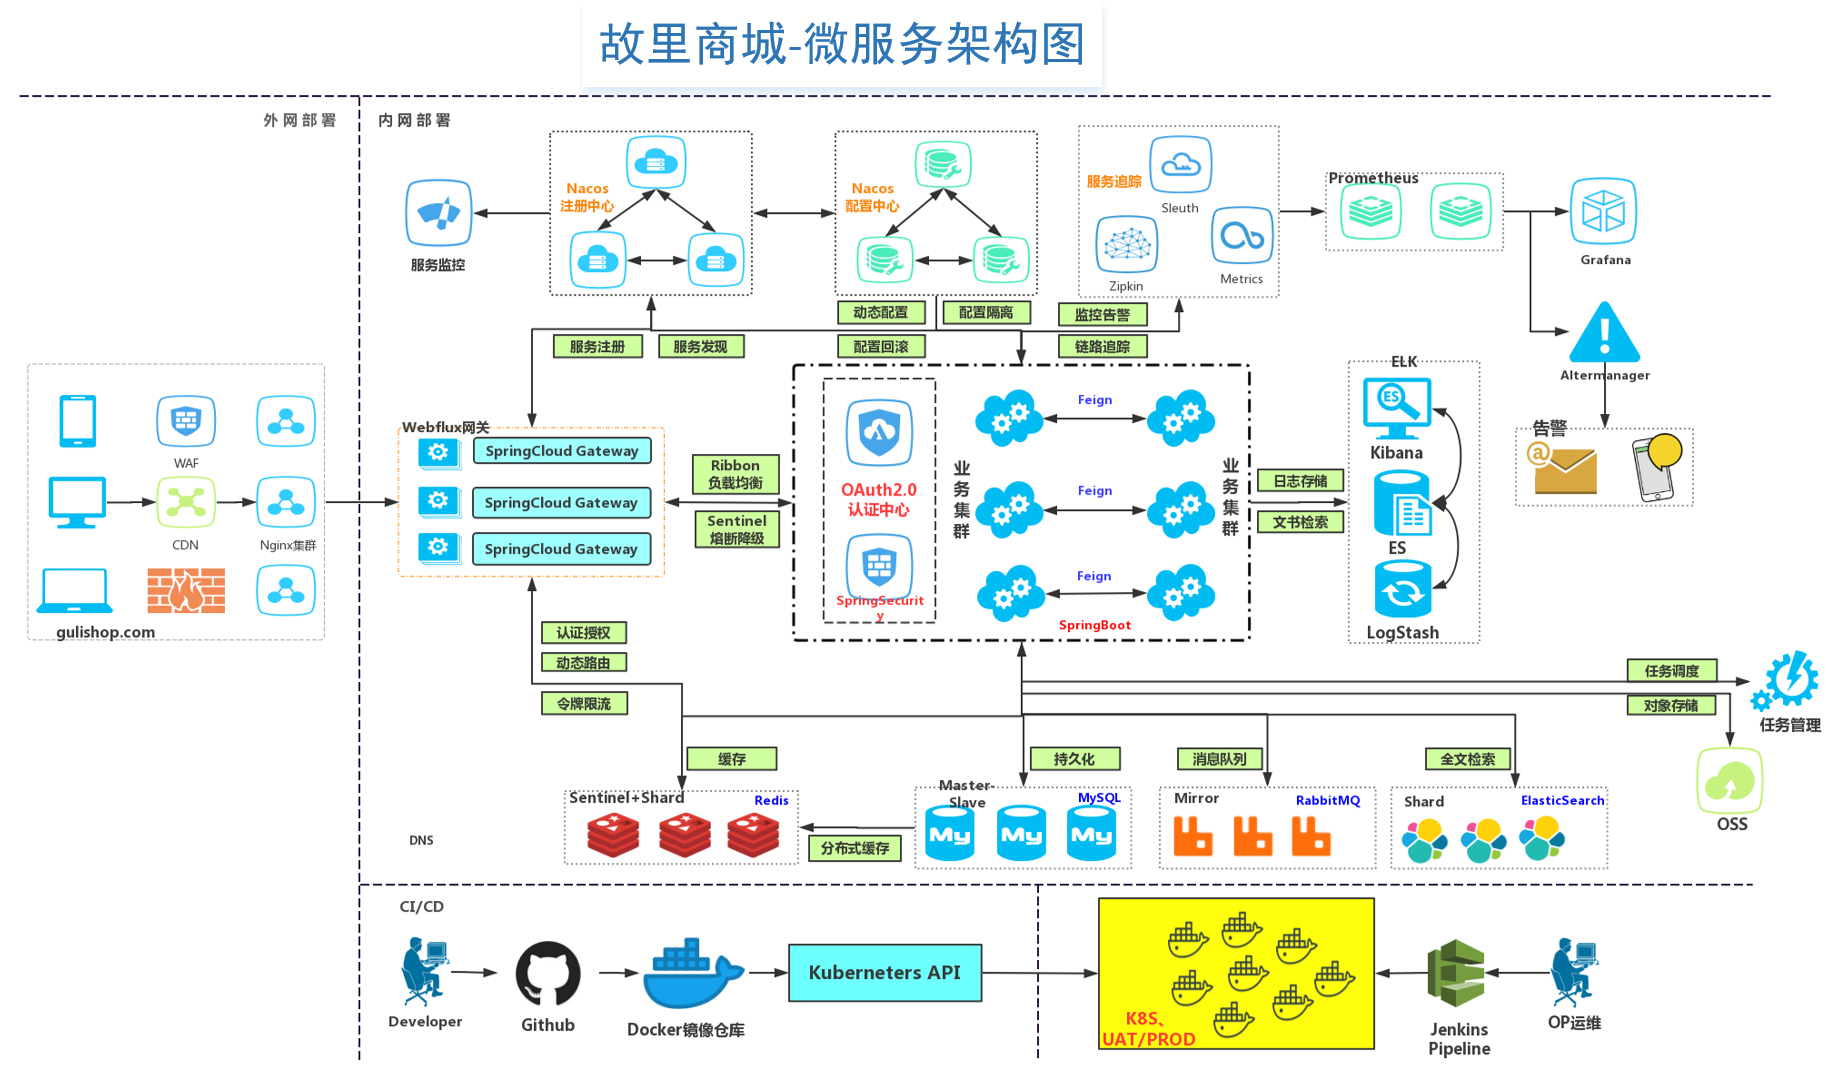 故里商城-微服务架构图
外网部署
内网部署
Nacos
注册中心
Nacos
配置中心
服务追踪
Sleuth
Zipkin
Metrics
Prometheus
Grafana
服务监控
动态配置
配置隔离
监控告警
服务注册
服务发现
配置回滚
链路追踪
Altermanager
告警
WAF
CDN
Nginx集群
gulishop.com
Webflux网关
SpringCloud Gateway
SpringCloud Gateway
SpringCloud Gateway
Ribbon
负载均衡
Sentinel
熔断降级
OAuth2.0
认证中心
SpringSecurit
y
业务集群
Feign
Feign
Feign
业务集群
SpringBoot
日志存储
文书检索
ELK
Kibana
ES
ES
LogStash
认证授权
动态路由
令牌限流
任务调度
对象存储
任务管理
OSS
缓存
持久化
消息队列
全文检索
Sentinel+Shard
Redis
Master-
Slave
MySQL
My
My
My
分布式缓存
Mirror
RabbitMQ
Shard
ElasticSearch
DNS
CI/CD
Developer
Github
Docker镜像仓库
Kuberneters API
K8S、
UAT/PROD
Jenkins
Pipeline
OP运维